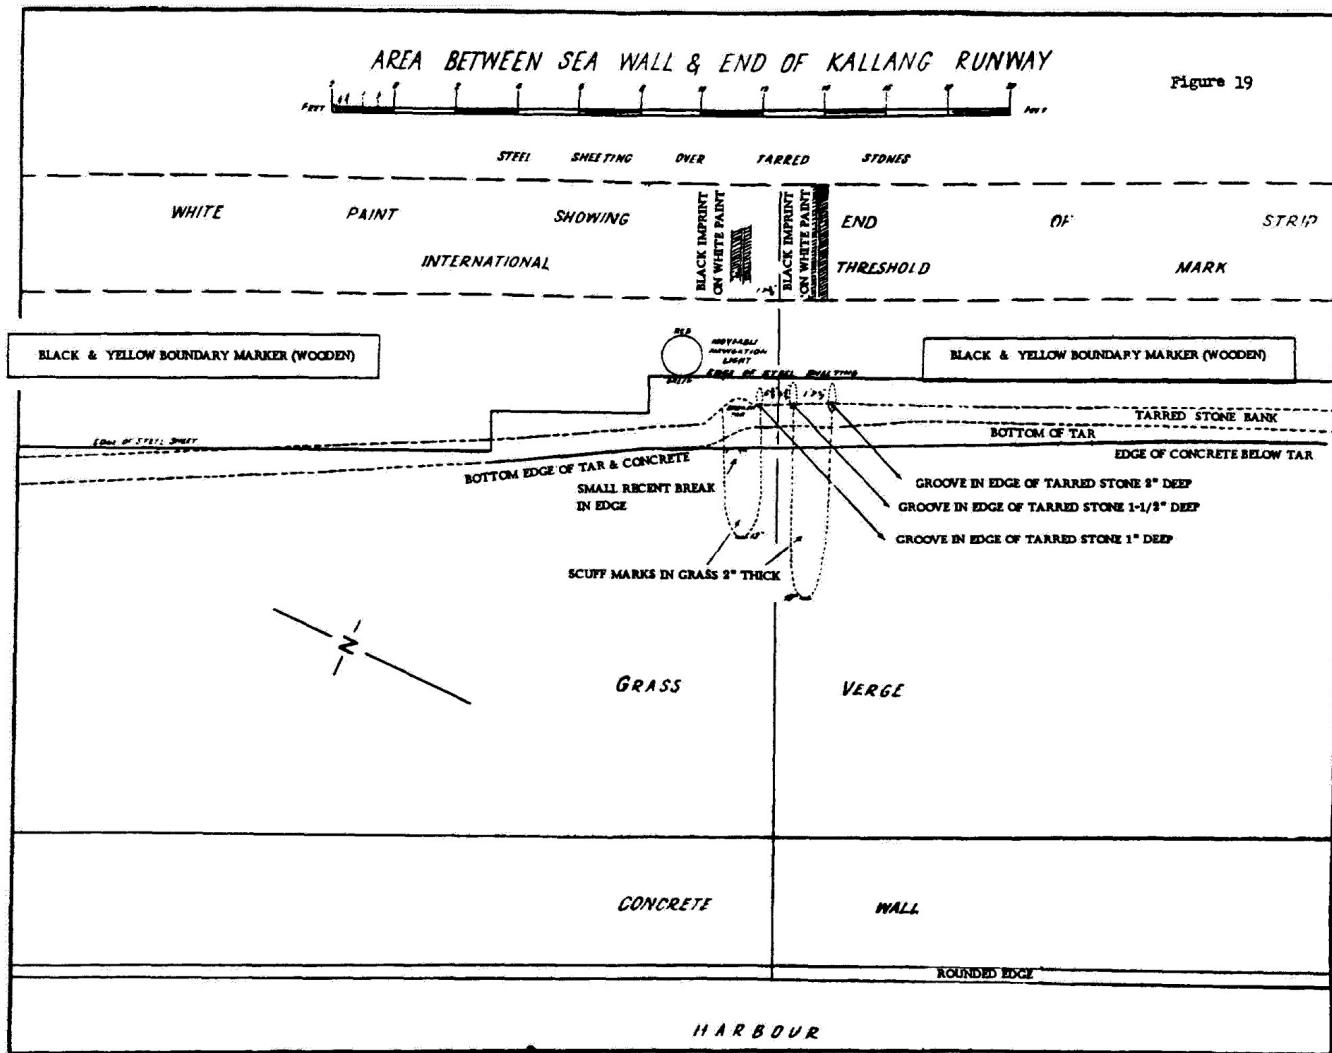 AREA BETWEEN SEA WALL & END OF KALLANG RUNWAY
Figure 19
FEET
FEET
STEEL SHEETING OVER TARRED STONES
WHITE PAINT SHOWING END OF STRIP
INTERNATIONAL THRESHOLD MARK
BLACK IMPRINT
ON WHITE PAINT
BLACK IMPRINT
ON WHITE PAINT
BLACK & YELLOW BOUNDARY MARKER (WOODEN)
RED
MOVEABLE
NAVIGATION
LIGHT
GREEN
BLACK & YELLOW BOUNDARY MARKER (WOODEN)
EDGE OF STEEL
TARRED STONE BANK
BOTTOM OF TAR
EDGE OF STEEL SHEET
EDGE OF CONCRETE BELOW TAR
BOTTOM EDGE OF TAR & CONCRETE
SMALL RECENT BREAK
IN EDGE
GROOVE IN EDGE OF TARRED STONE 2" DEEP
GROOVE IN EDGE OF TARRED STONE 1-1/2" DEEP
GROOVE IN EDGE OF TARRED STONE 1" DEEP
SCUFF MARKS IN GRASS 2" THICK
N
GRASS VERGE
CONCRETE WALL
ROUNDED EDGE
HARBOUR